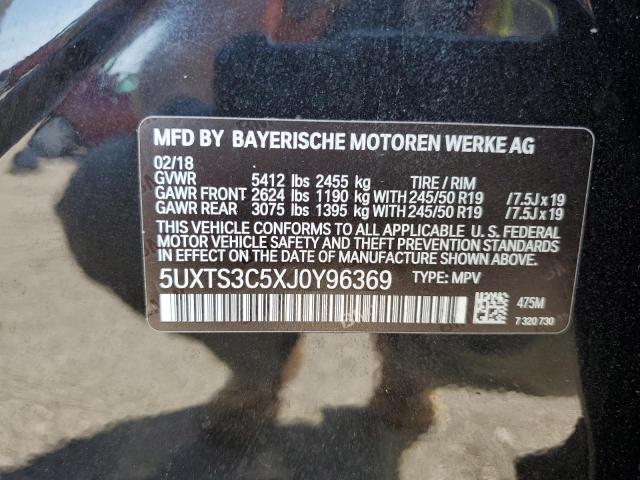 MFD BY BAYERISCHE MOTOREN WERKE AG
02/18
GVWR 5412 lbs 2455 kg TIRE / RIM
GAWR FRONT 2624 lbs 1190 kg WITH 245/50 R19 /7.5J x 19
GAWR REAR 3075 lbs 1395 kg WITH 245/50 R19 /7.5J x 19
THIS VEHICLE CONFORMS TO ALL APPLICABLE U. S. FEDERAL
MOTOR VEHICLE SAFETY, BUMPER, AND THEFT PREVENTION STANDARDS
IN EFFECT ON THE DATE OF MANUFACTURE SHOWN ABOVE.
5UXTS3C5XJ0Y96369 TYPE: MPV
475M
7 320 730